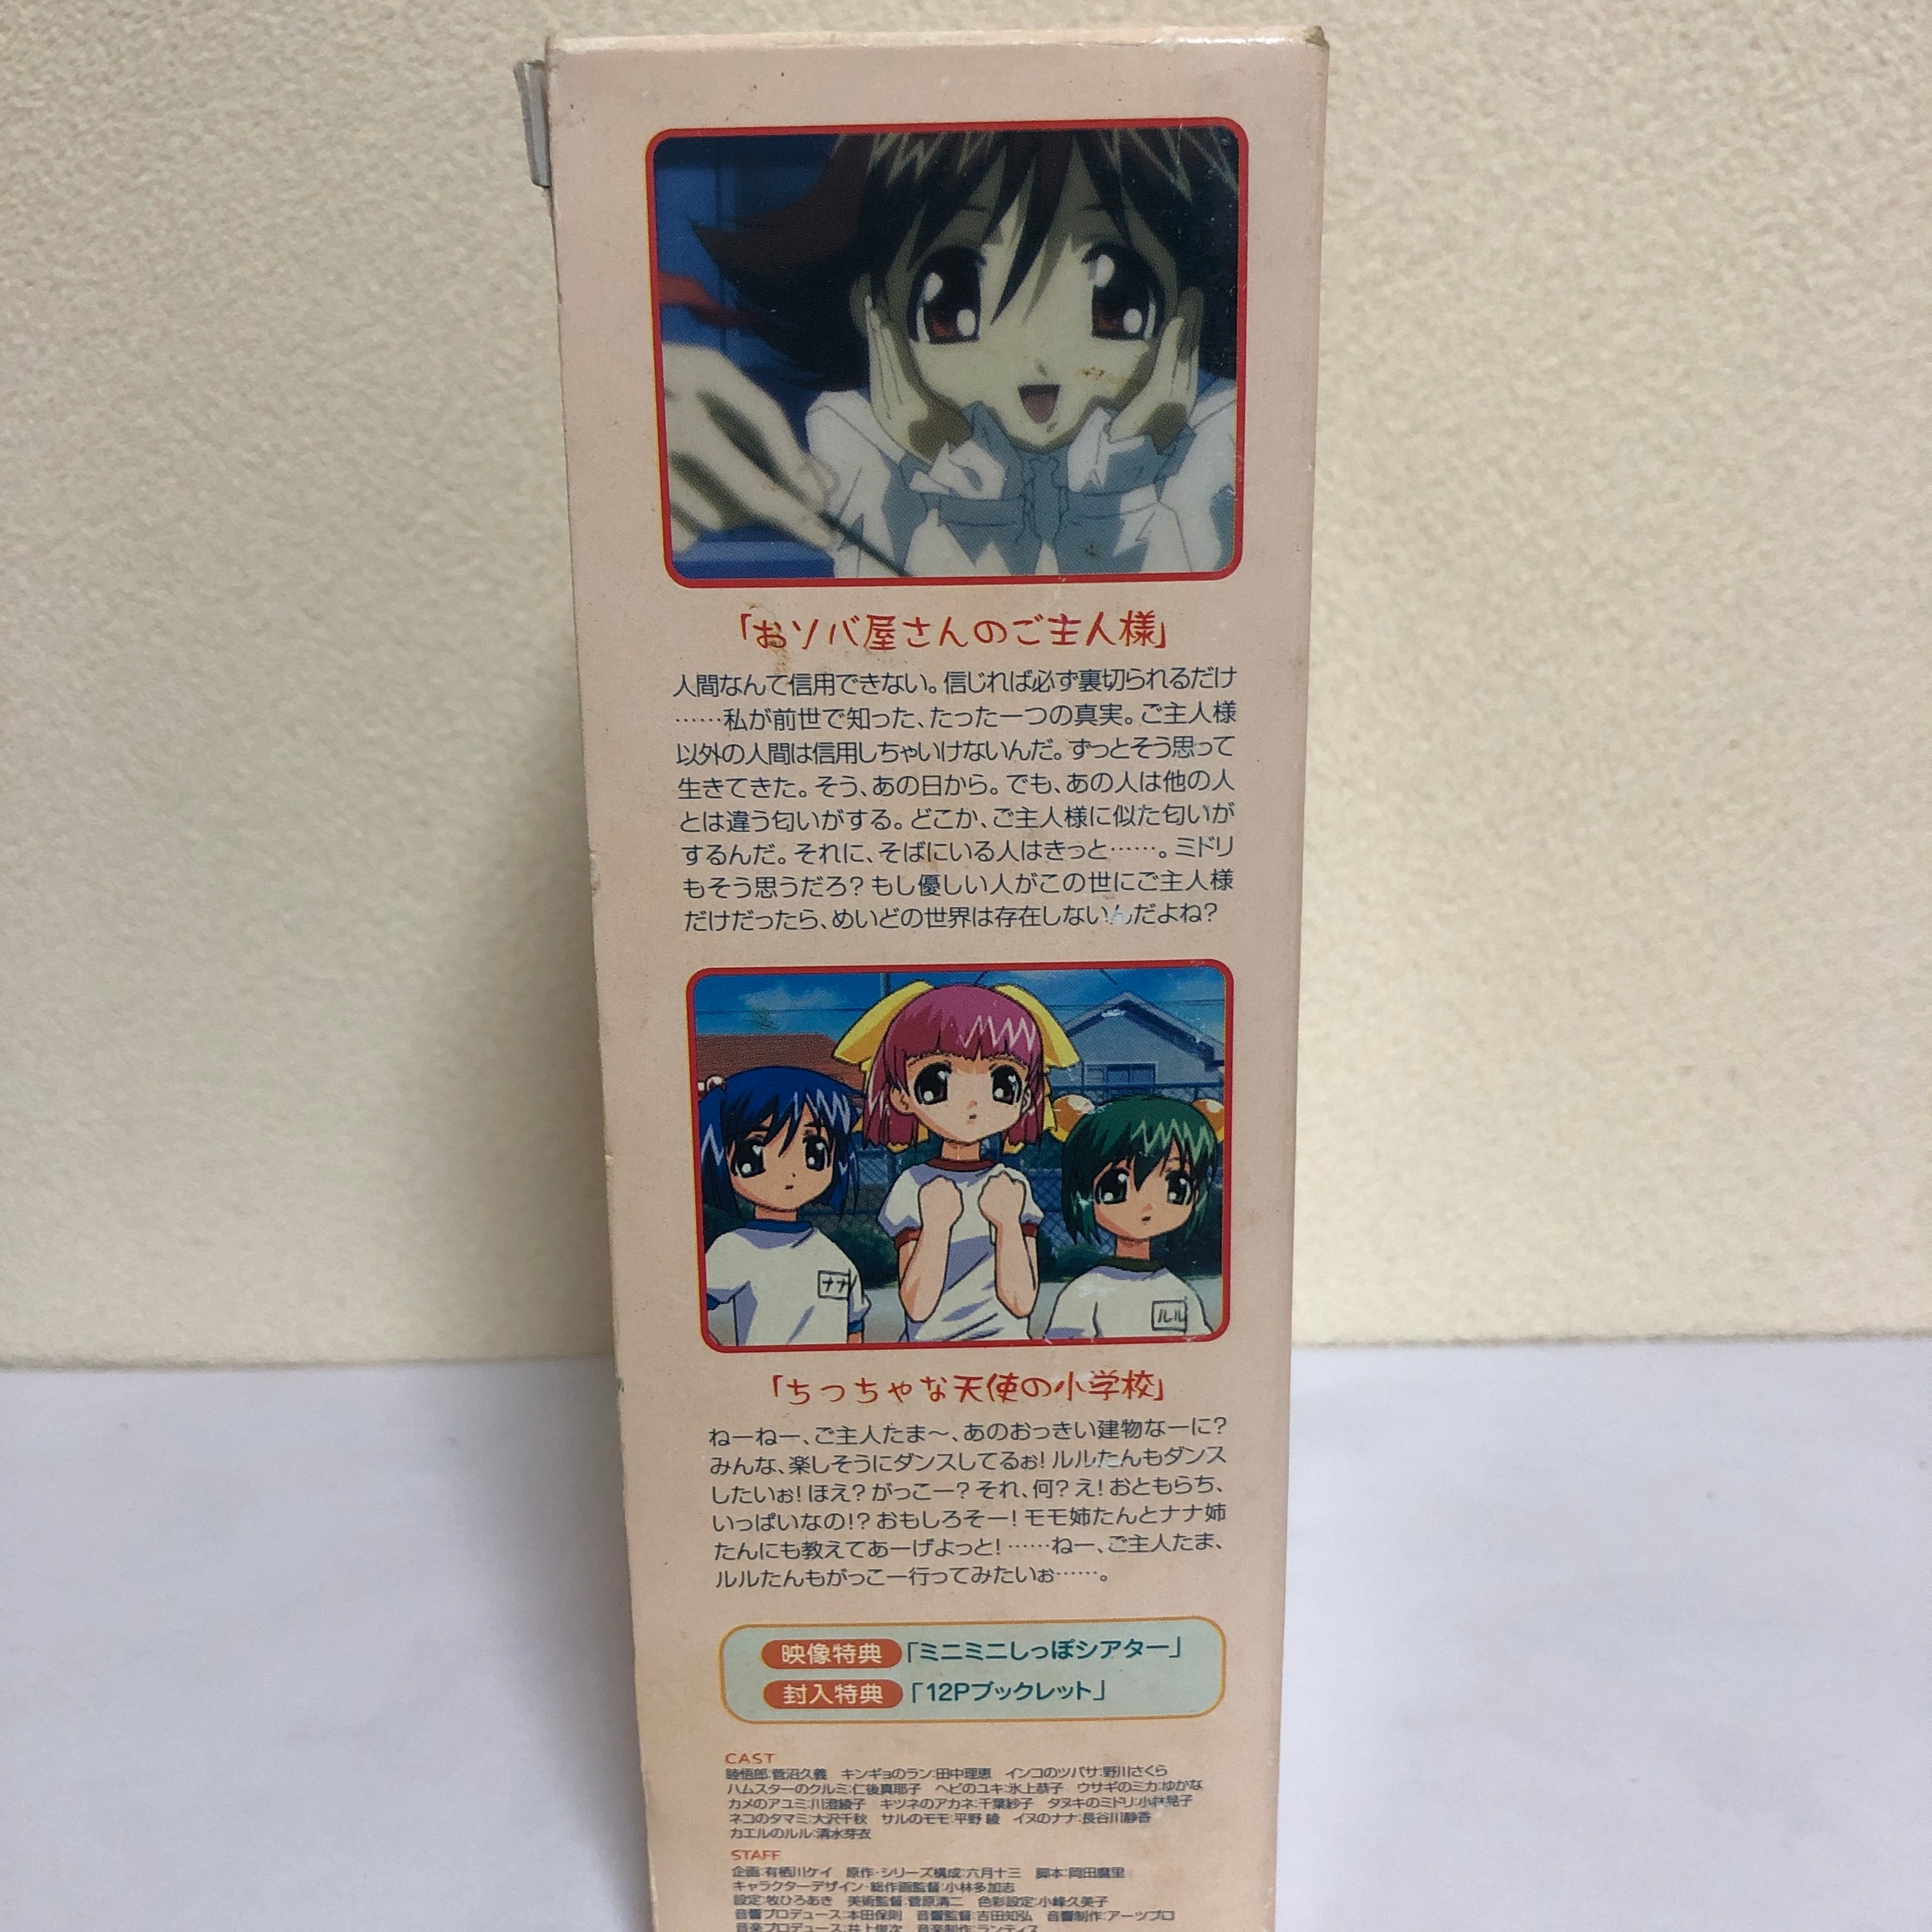 「おソバ屋さんのご主人様」
人間なんて信用できない。信じれば必ず裏切られるだけ
……私が前世で知った、たった一つの真実。ご主人様
以外の人間は信用しちゃいけないんだ。ずっとそう思って
生きてきた。そう、あの日から。でも、あの人は他の人
とは違う匂いがする。どこか、ご主人様に似た匂いが
するんだ。それに、そばにいる人はきっと……。ミドリ
もそう思うだろ?もし優しい人がこの世にご主人様
だけだったら、めいどの世界は存在しないんだよね?
ナナ
ルル
「ちっちゃな天使の小学校」
ねーねー、ご主人たま〜、あのおっきい建物なーに?
みんな、楽しそうにダンスしてるぉ!ルルたんもダンス
したいぉ!ほえ?がっこー?それ、何?え!おともらち、
いっぱいなの!?おもしろそー!モモ姉たんとナナ姉
たんにも教えてあーげよっと!……ねー、ご主人たま、
ルルたんもがっこー行ってみたいぉ……。
映像特典「ミニミニしっぽシアター」
封入特典「12Pブックレット」
CAST
睦悟郎:菅沼久義 キンギョのラン:田中理恵 インコのツバサ:野川さくら
ハムスターのクルミ:仁後真耶子 ヘビのユキ:氷上恭子 ウサギのミカ:ゆかな
カメのアユミ:川澄綾子 キツネのアカネ:千葉紗子 タヌキのミドリ:小林晃子
ネコのタマミ:大沢千秋 サルのモモ:平野 綾 イヌのナナ:長谷川静香
カエルのルル:清水芽衣
STAFF
企画:有栖川ケイ 原作・シリーズ構成:六月十三 脚本:岡田麿里
キャラクターデザイン・総作画監督:小林多加志
設定:牧ひろあき 美術監督:菅原清二 色彩設定:小峰久美子
音響プロデュース:本田保則 音響監督:吉田知弘 音響制作:アーツプロ
音楽プロデュース:井上俊次 音楽制作:ランティス